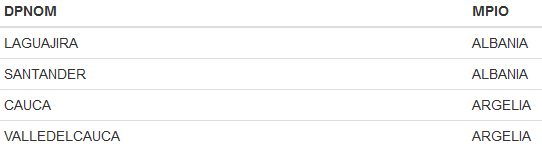 DPNOM MPIO
LAGUAJIRA ALBANIA
SANTANDER ALBANIA
CAUCA ARGELIA
VALLEDELCAUCA ARGELIA